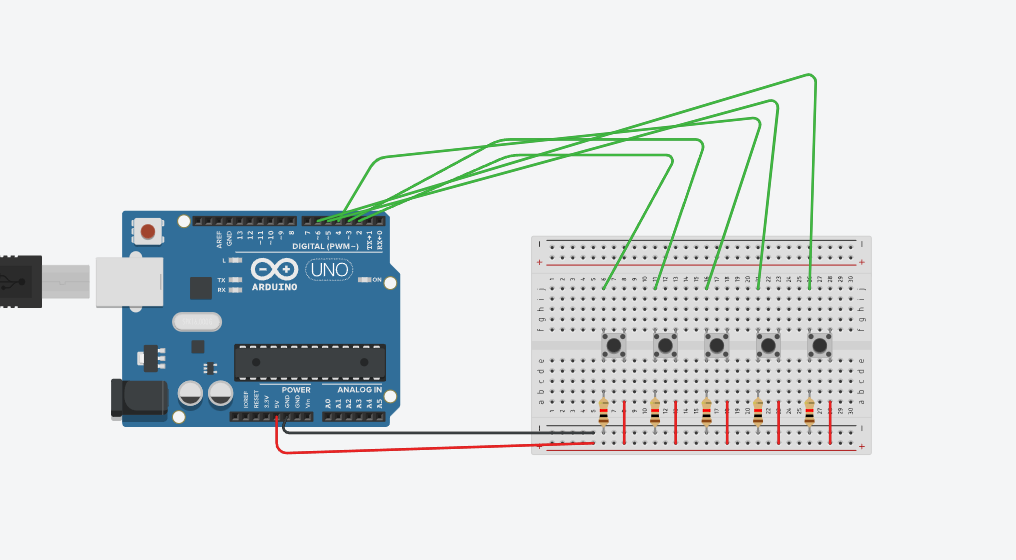 AREF
GND
13
12
~11
~10
~9
8
7
~6
~5
4
~3
2
TX→1
RX←0
DIGITAL (PWM~)
L
TX
RX
UNO
ARDUINO
ON
POWER
ANALOG IN
IOREF
RESET
3.3V
5V
GND
GND
Vin
A0
A1
A2
A3
A4
A5
− −
+ +
1 2 3 4 5 6 7 8 9 10 11 12 13 14 15 16 17 18 19 20 21 22 23 24 25 26 27 28 29 30
j j
i i
h h
g g
f f
e e
d d
c c
b b
a a
− −
+ +